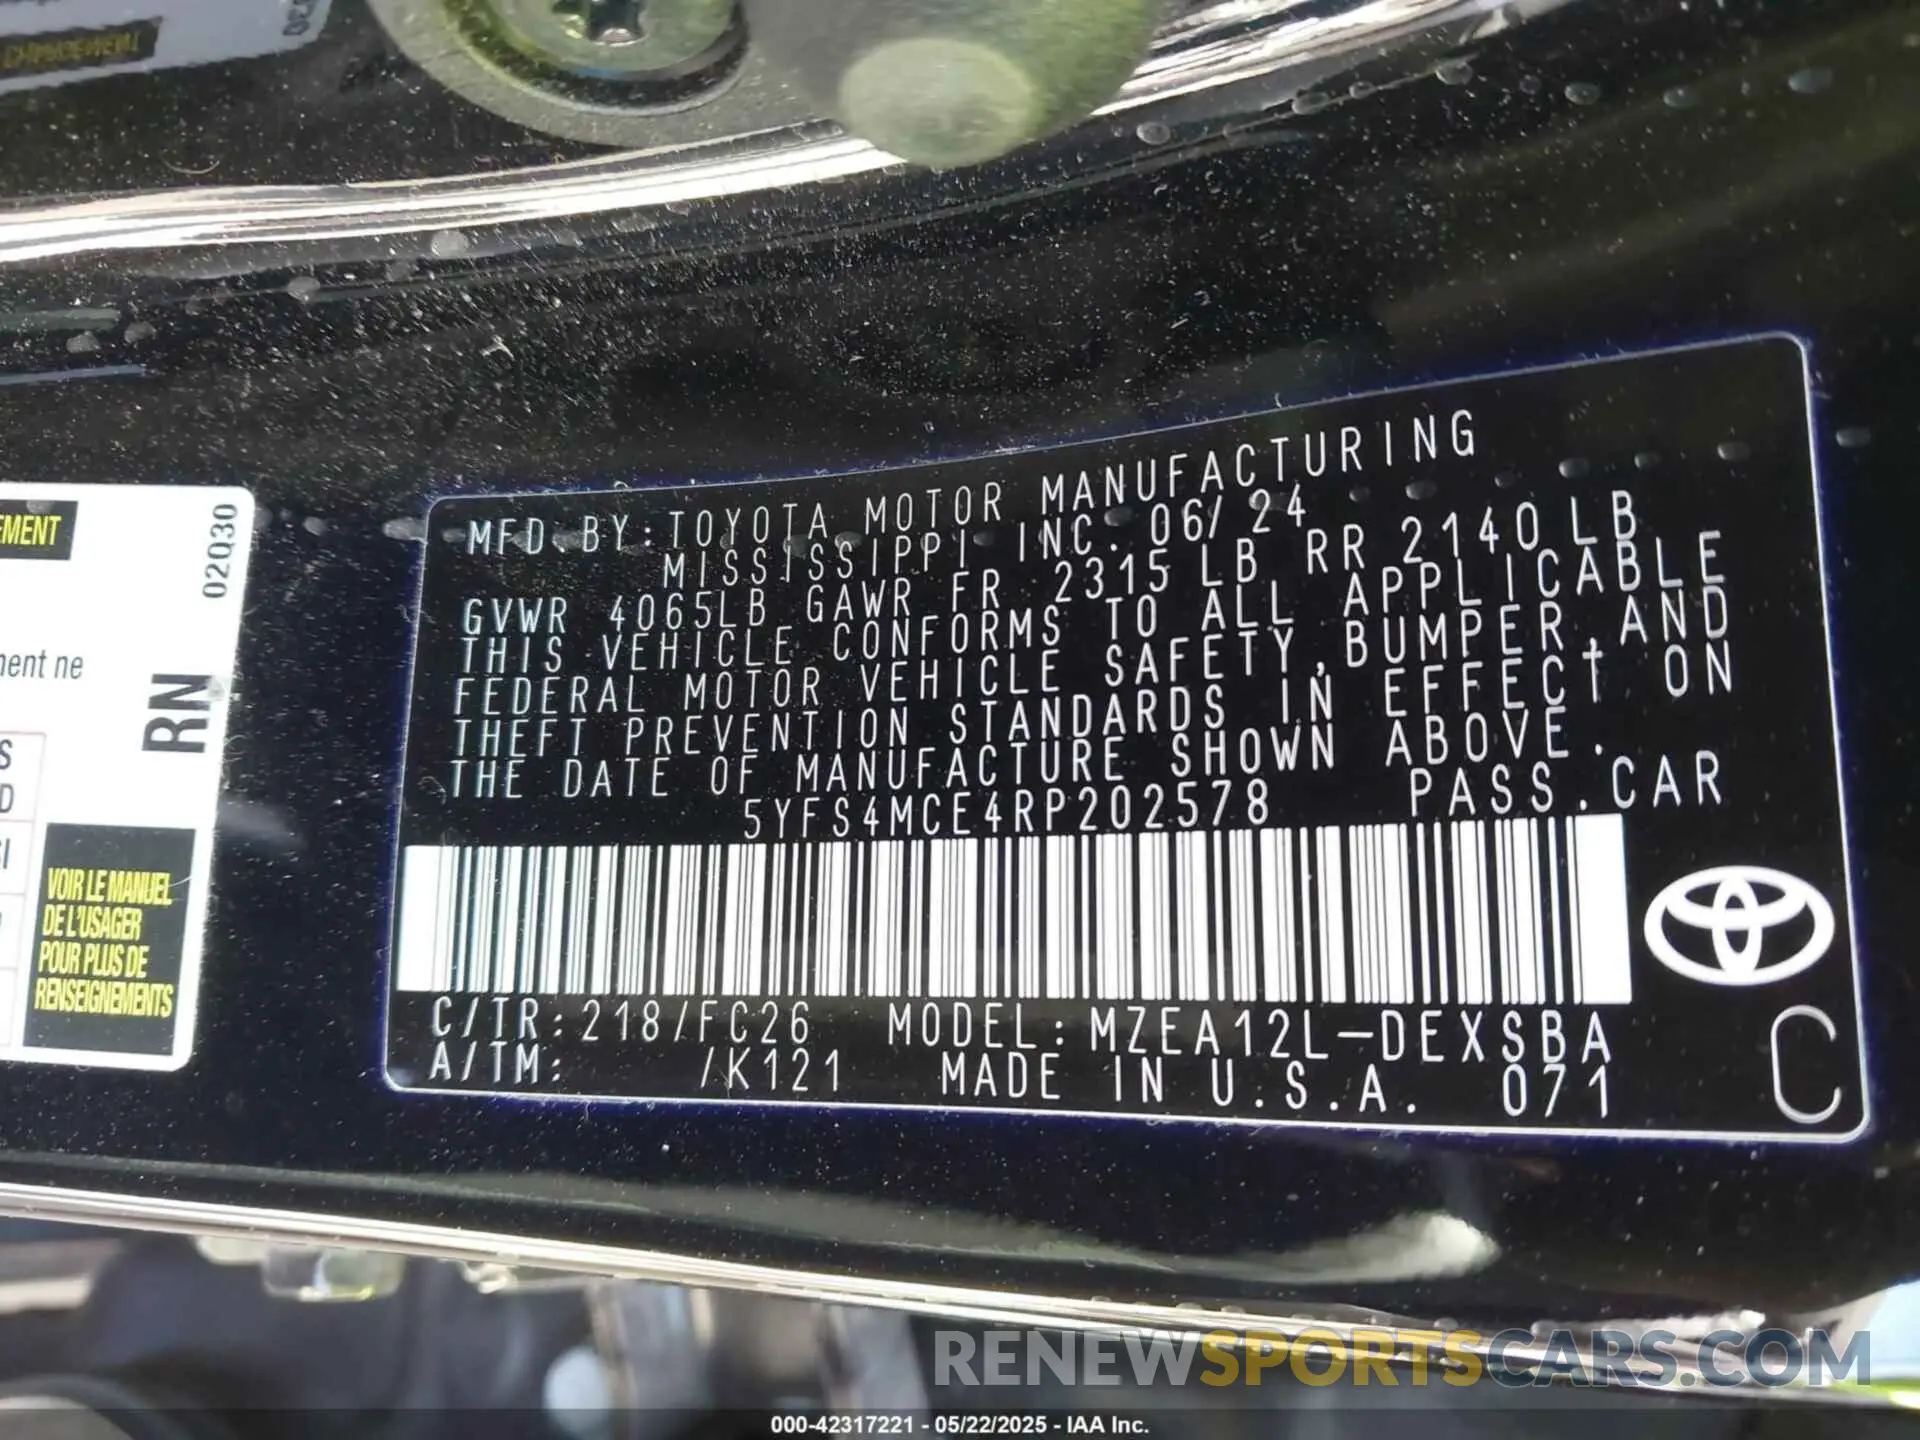 EMENT
02Q30
ment ne
RN
S
D
VOIR LE MANUEL
DE L'USAGER
POUR PLUS DE
RENSEIGNEMENTS
MFD.BY:TOYOTA MOTOR MANUFACTURING
MISSISSIPPI INC. 06/24
GVWR 4065LB GAWR FR 2315 LB RR 2140LB
THIS VEHICLE CONFORMS TO ALL APPLICABLE
FEDERAL MOTOR VEHICLE SAFETY,BUMPER,AND
THEFT PREVENTION STANDARDS IN EFFECT ON
THE DATE OF MANUFACTURE SHOWN ABOVE.
5YFS4MCE4RP202578 PASS.CAR
C/TR:218/FC26 MODEL:MZEA12L-DEXSBA
A/TM: /K121 MADE IN U.S.A. 071
C
RENEWSPORTSCARS.COM
000-42317221 - 05/22/2025 - IAA Inc.